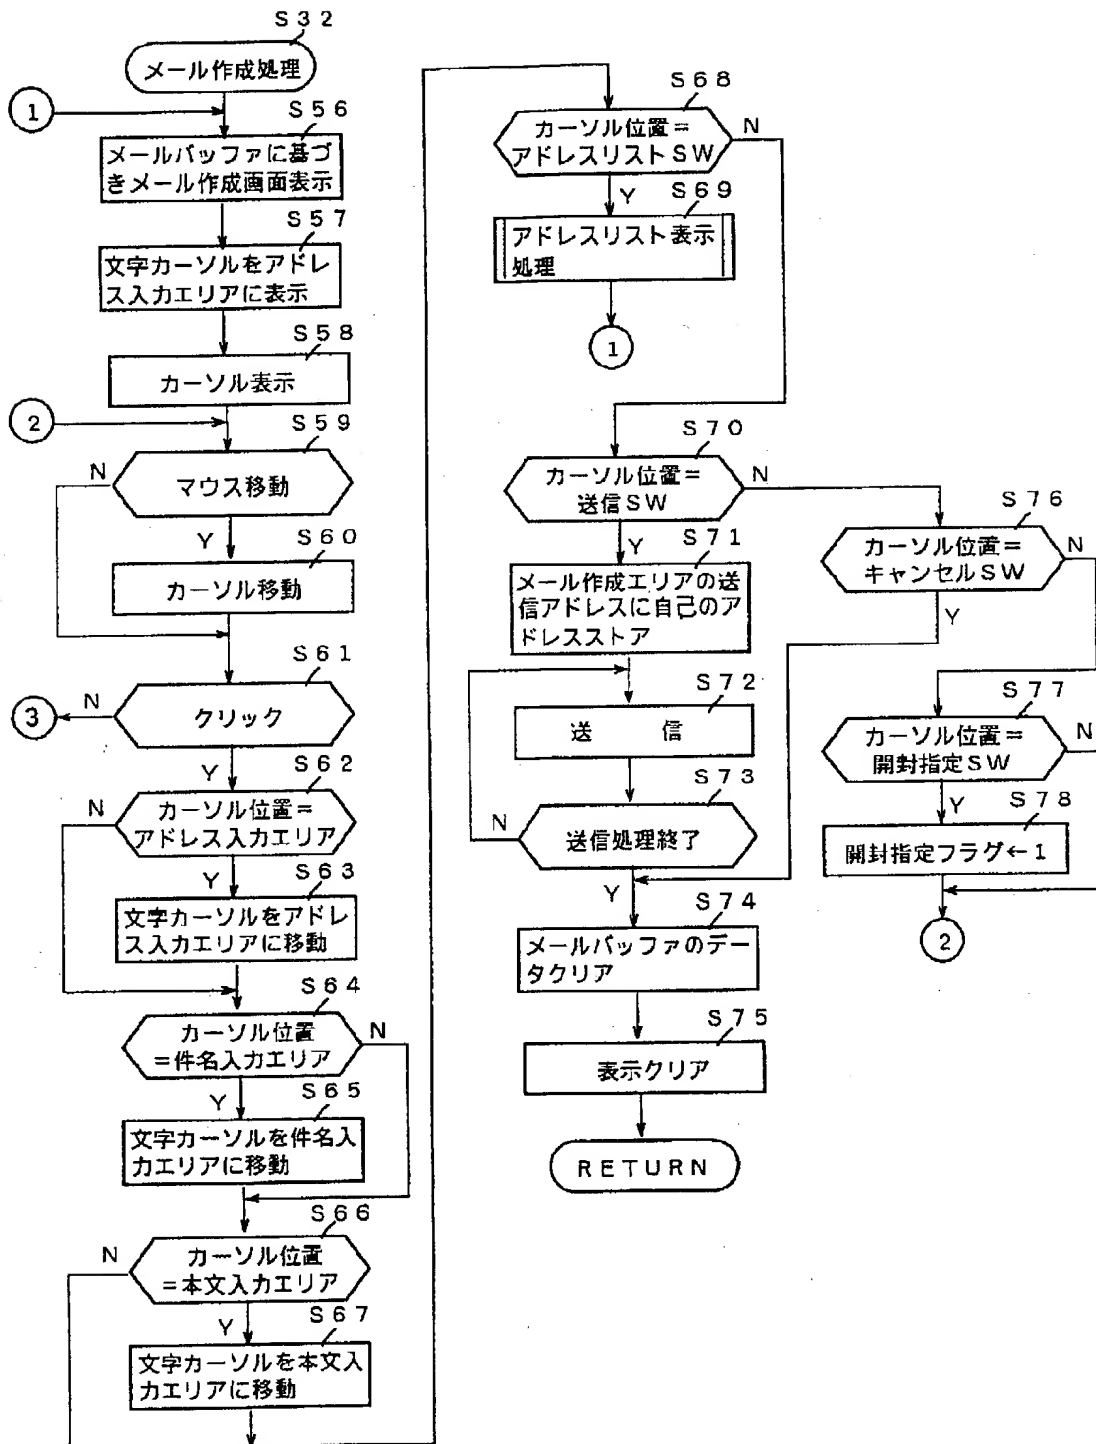 S32
メール作成処理
1
S56
メールバッファに基づ
きメール作成画面表示
S57
文字カーソルをアドレ
ス入力エリアに表示
S58
カーソル表示
2
S59
N
マウス移動
Y
S60
カーソル移動
S61
N
3
クリック
Y
S62
N
カーソル位置=
アドレス入力エリア
Y
S63
文字カーソルをアドレ
ス入力エリアに移動
S64
カーソル位置
=件名入力エリア
N
Y
S65
文字カーソルを件名入
力エリアに移動
S66
N
カーソル位置
=本文入力エリア
Y
S67
文字カーソルを本文入
力エリアに移動
S68
カーソル位置=
アドレスリストSW
N
Y
S69
アドレスリスト表示
処理
1
S70
カーソル位置=
送信SW
N
Y
S71
メール作成エリアの送
信アドレスに自己のア
ドレスストア
S72
送 信
S73
N
送信処理終了
Y
S74
メールバッファのデー
タクリア
S75
表示クリア
RETURN
S76
カーソル位置=
キャンセルSW
N
Y
S77
カーソル位置=
開封指定SW
N
Y
S78
開封指定フラグ←1
2